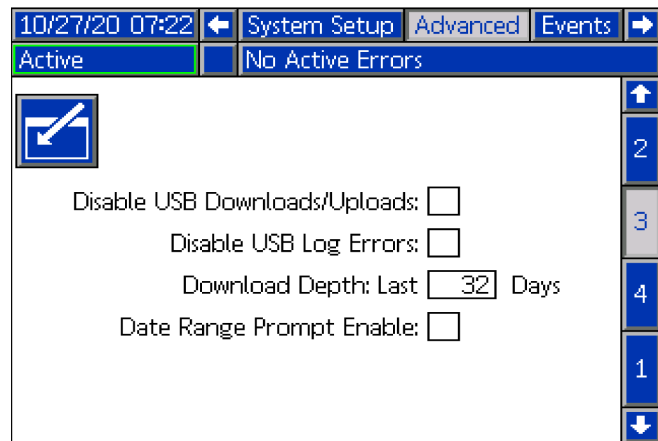 10/27/20 07:22 System Setup Advanced Events
Active No Active Errors
2
Disable USB Downloads/Uploads:
3
Disable USB Log Errors:
Download Depth: Last 32 Days
4
Date Range Prompt Enable:
1